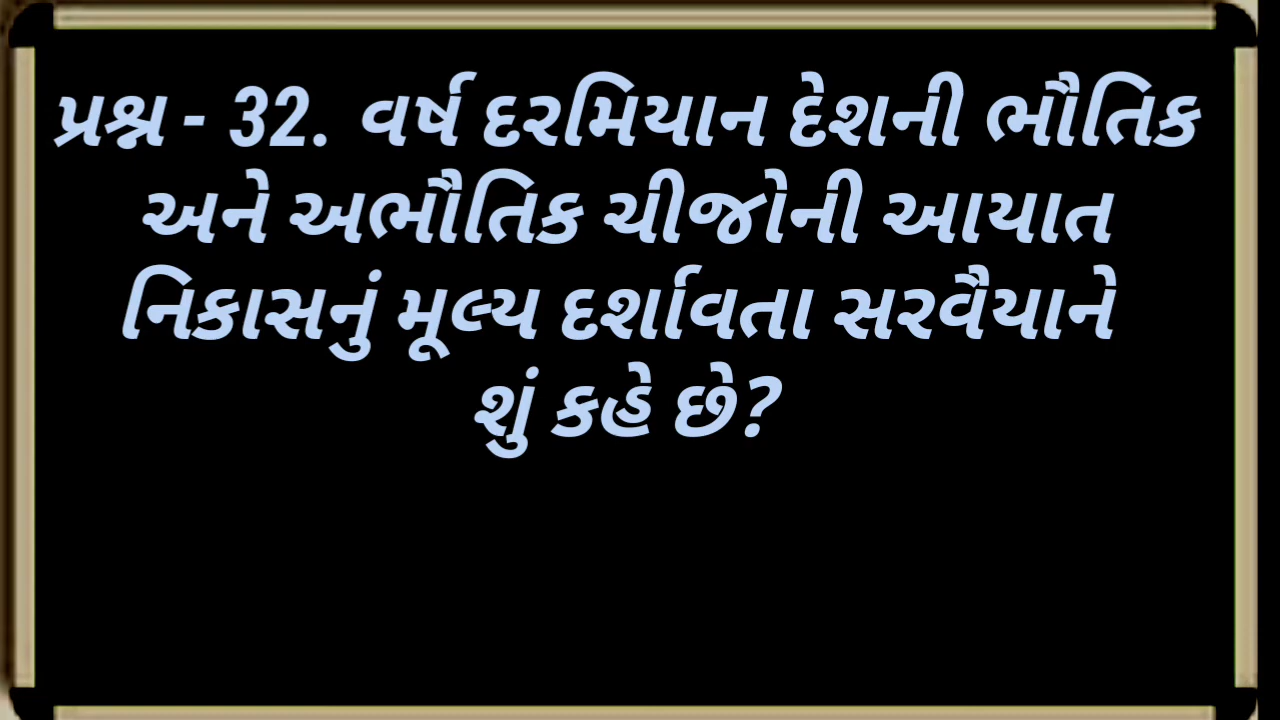 પ્રશ્ન - 32. વર્ષ દરમિયાન દેશની ભૌતિક
અને અભૌતિક ચીજોની આયાત
નિકાસનું મૂલ્ય દર્શાવતા સરવૈયાને
શું કહે છે?